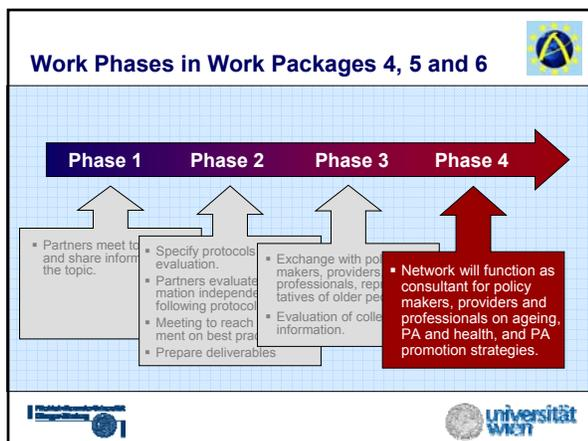 Work Phases in Work Packages 4, 5 and 6
Phase 1 Phase 2 Phase 3 Phase 4
▪ Partners meet to
and share inform
the topic.
▪ Specify protocols
evaluation.
▪ Partners evaluate
mation independe
following protocol
▪ Meeting to reach
ment on best prac
▪ Prepare deliverables
▪ Exchange with pol
makers, providers,
professionals, repr
tatives of older pe
▪ Evaluation of colle
information.
▪ Network will function as
consultant for policy
makers, providers and
professionals on ageing,
PA and health, and PA
promotion strategies.
universität
wien